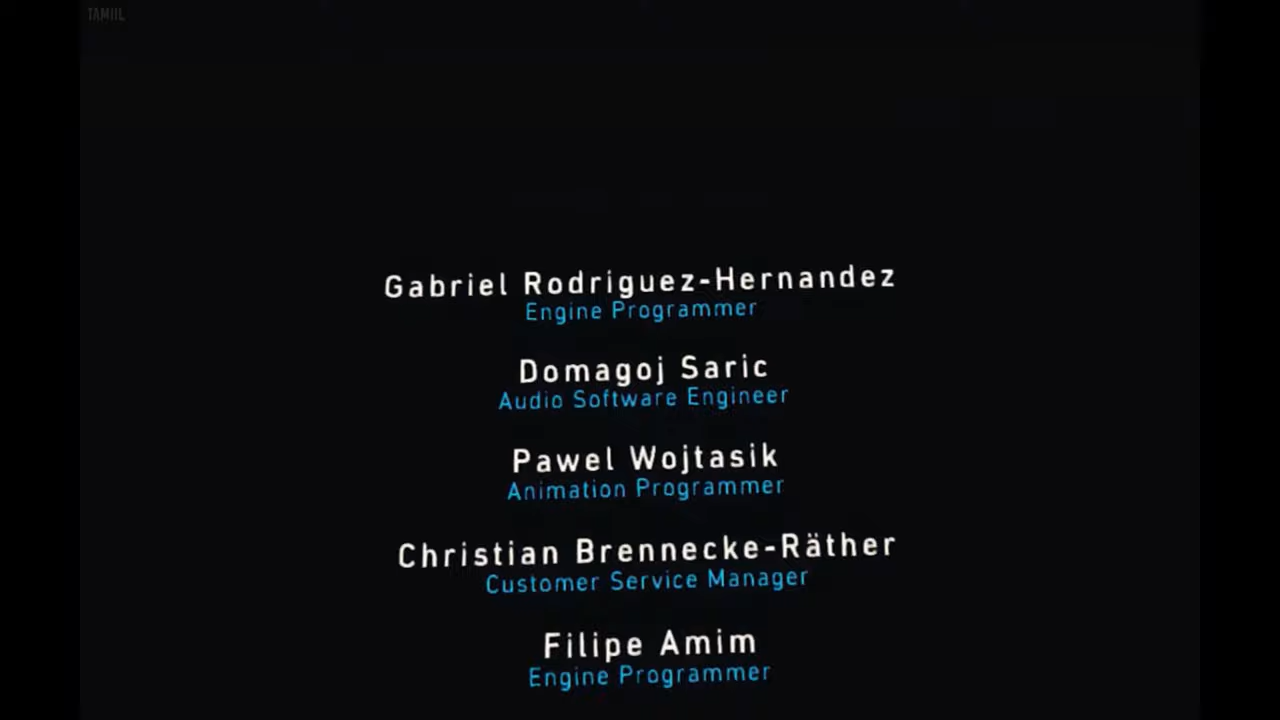 TAMIIL
Gabriel Rodriguez-Hernandez
Engine Programmer
Domagoj Saric
Audio Software Engineer
Pawel Wojtasik
Animation Programmer
Christian Brennecke-Räther
Customer Service Manager
Filipe Amim
Engine Programmer